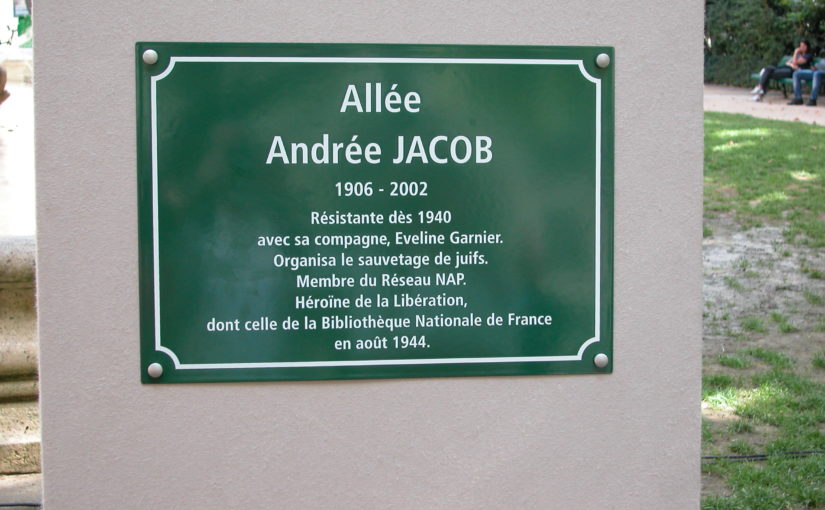 Allée
Andrée JACOB
1906 - 2002
Résistante dès 1940
avec sa compagne, Eveline Garnier.
Organisa le sauvetage de juifs.
Membre du Réseau NAP.
Héroïne de la Libération,
dont celle de la Bibliothèque Nationale de France
en août 1944.